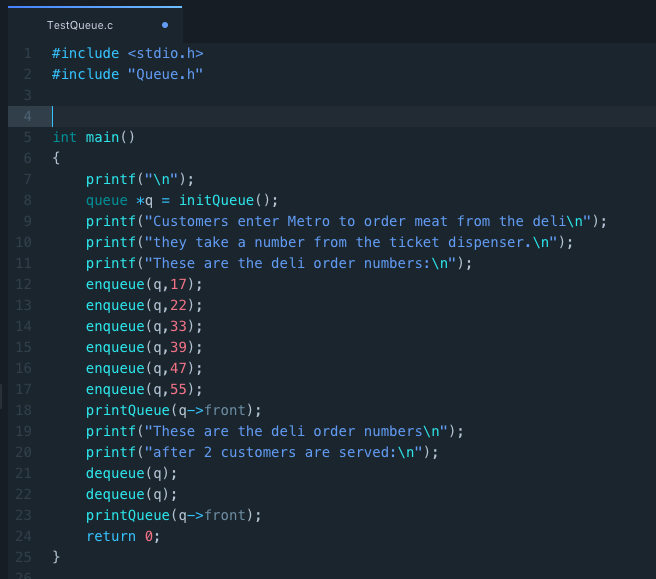 TestQueue.c
1 #include <stdio.h>
2 #include "Queue.h"
3
4
5 int main()
6 {
7     printf("\n");
8     queue *q = initQueue();
9     printf("Customers enter Metro to order meat from the deli\n");
10     printf("they take a number from the ticket dispenser.\n");
11     printf("These are the deli order numbers:\n");
12     enqueue(q,17);
13     enqueue(q,22);
14     enqueue(q,33);
15     enqueue(q,39);
16     enqueue(q,47);
17     enqueue(q,55);
18     printQueue(q->front);
19     printf("These are the deli order numbers\n");
20     printf("after 2 customers are served:\n");
21     dequeue(q);
22     dequeue(q);
23     printQueue(q->front);
24     return 0;
25 }
26